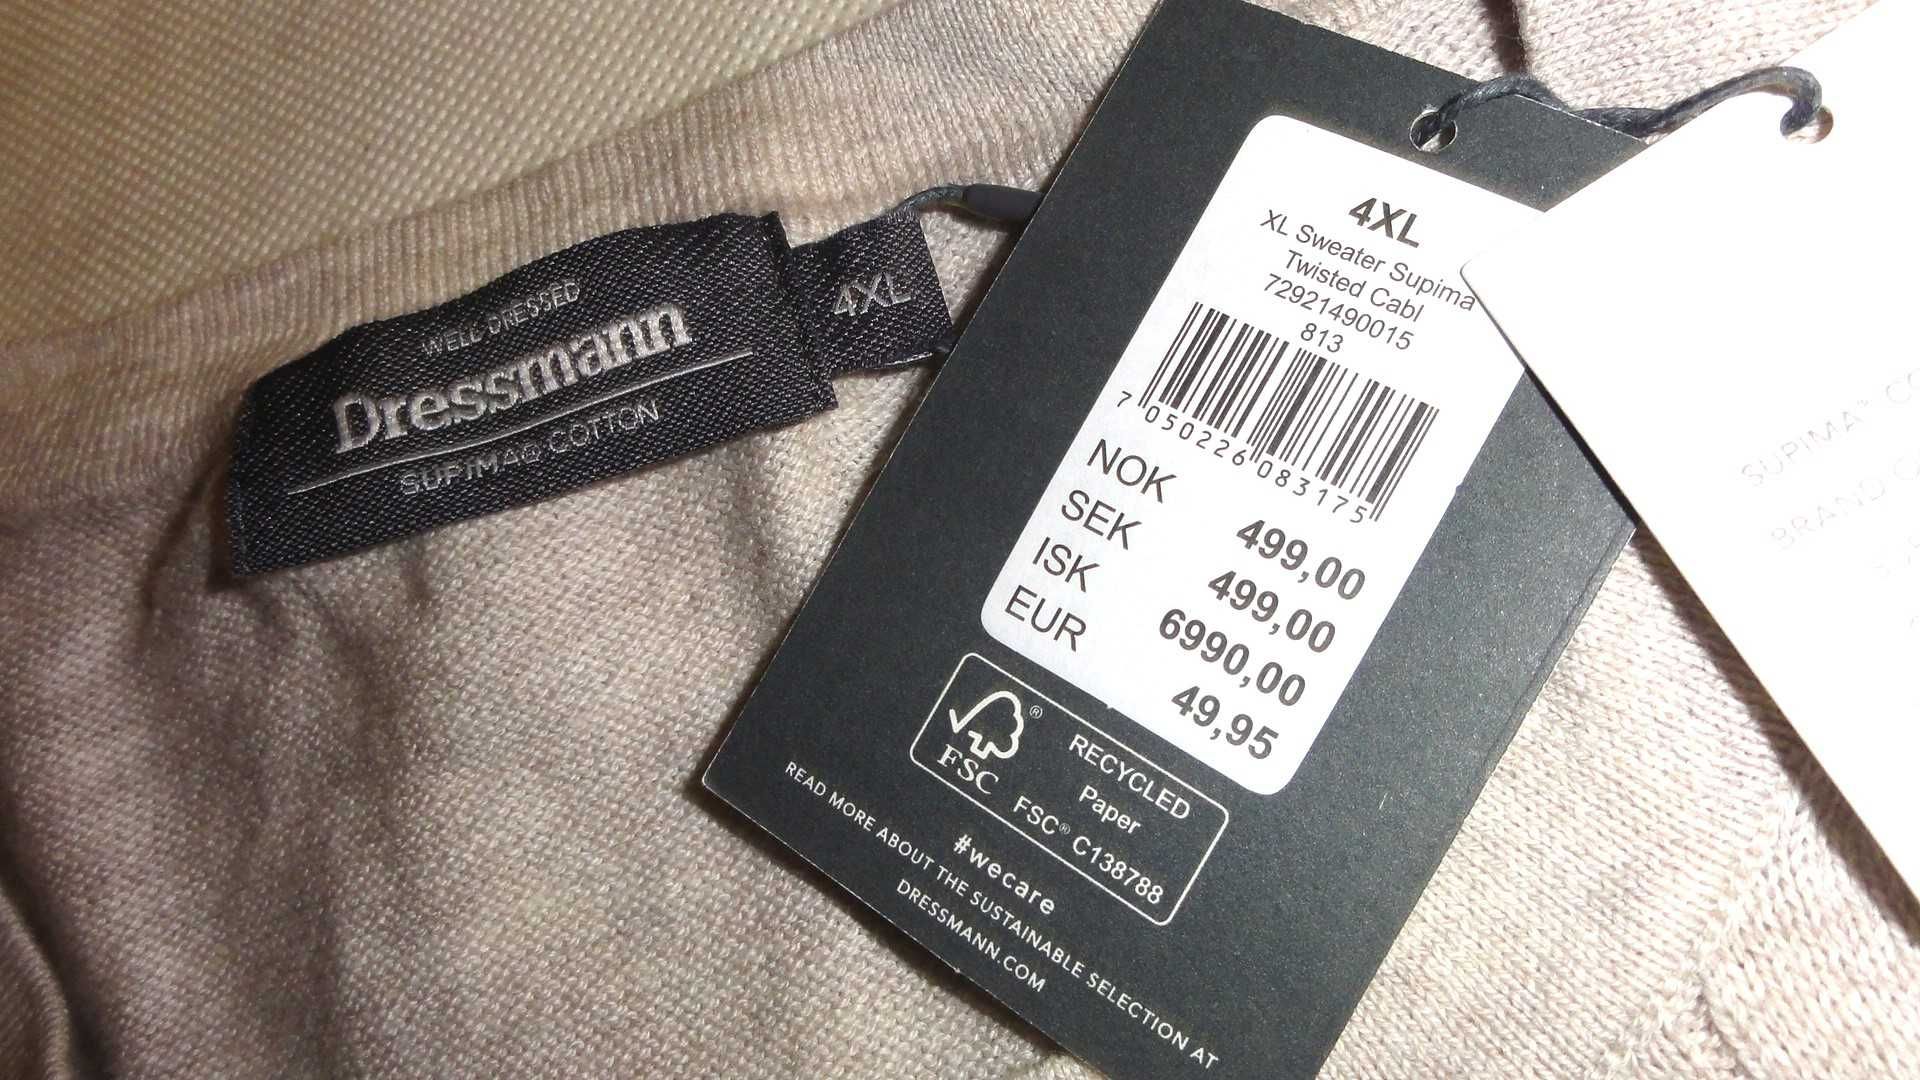 WELL DRESSED
Dressmann
SUPIMA® COTTON
4XL
4XL
XL Sweater Supima
Twisted Cabl
72921490015
813
7 050226 083175
NOK 499,00
SEK 499,00
ISK 6990,00
EUR 49,95
FSC®
RECYCLED
Paper
FSC® C138788
#wecare
READ MORE ABOUT THE SUSTAINABLE SELECTION AT
DRESSMANN.COM
SUPIMA™
BRAND